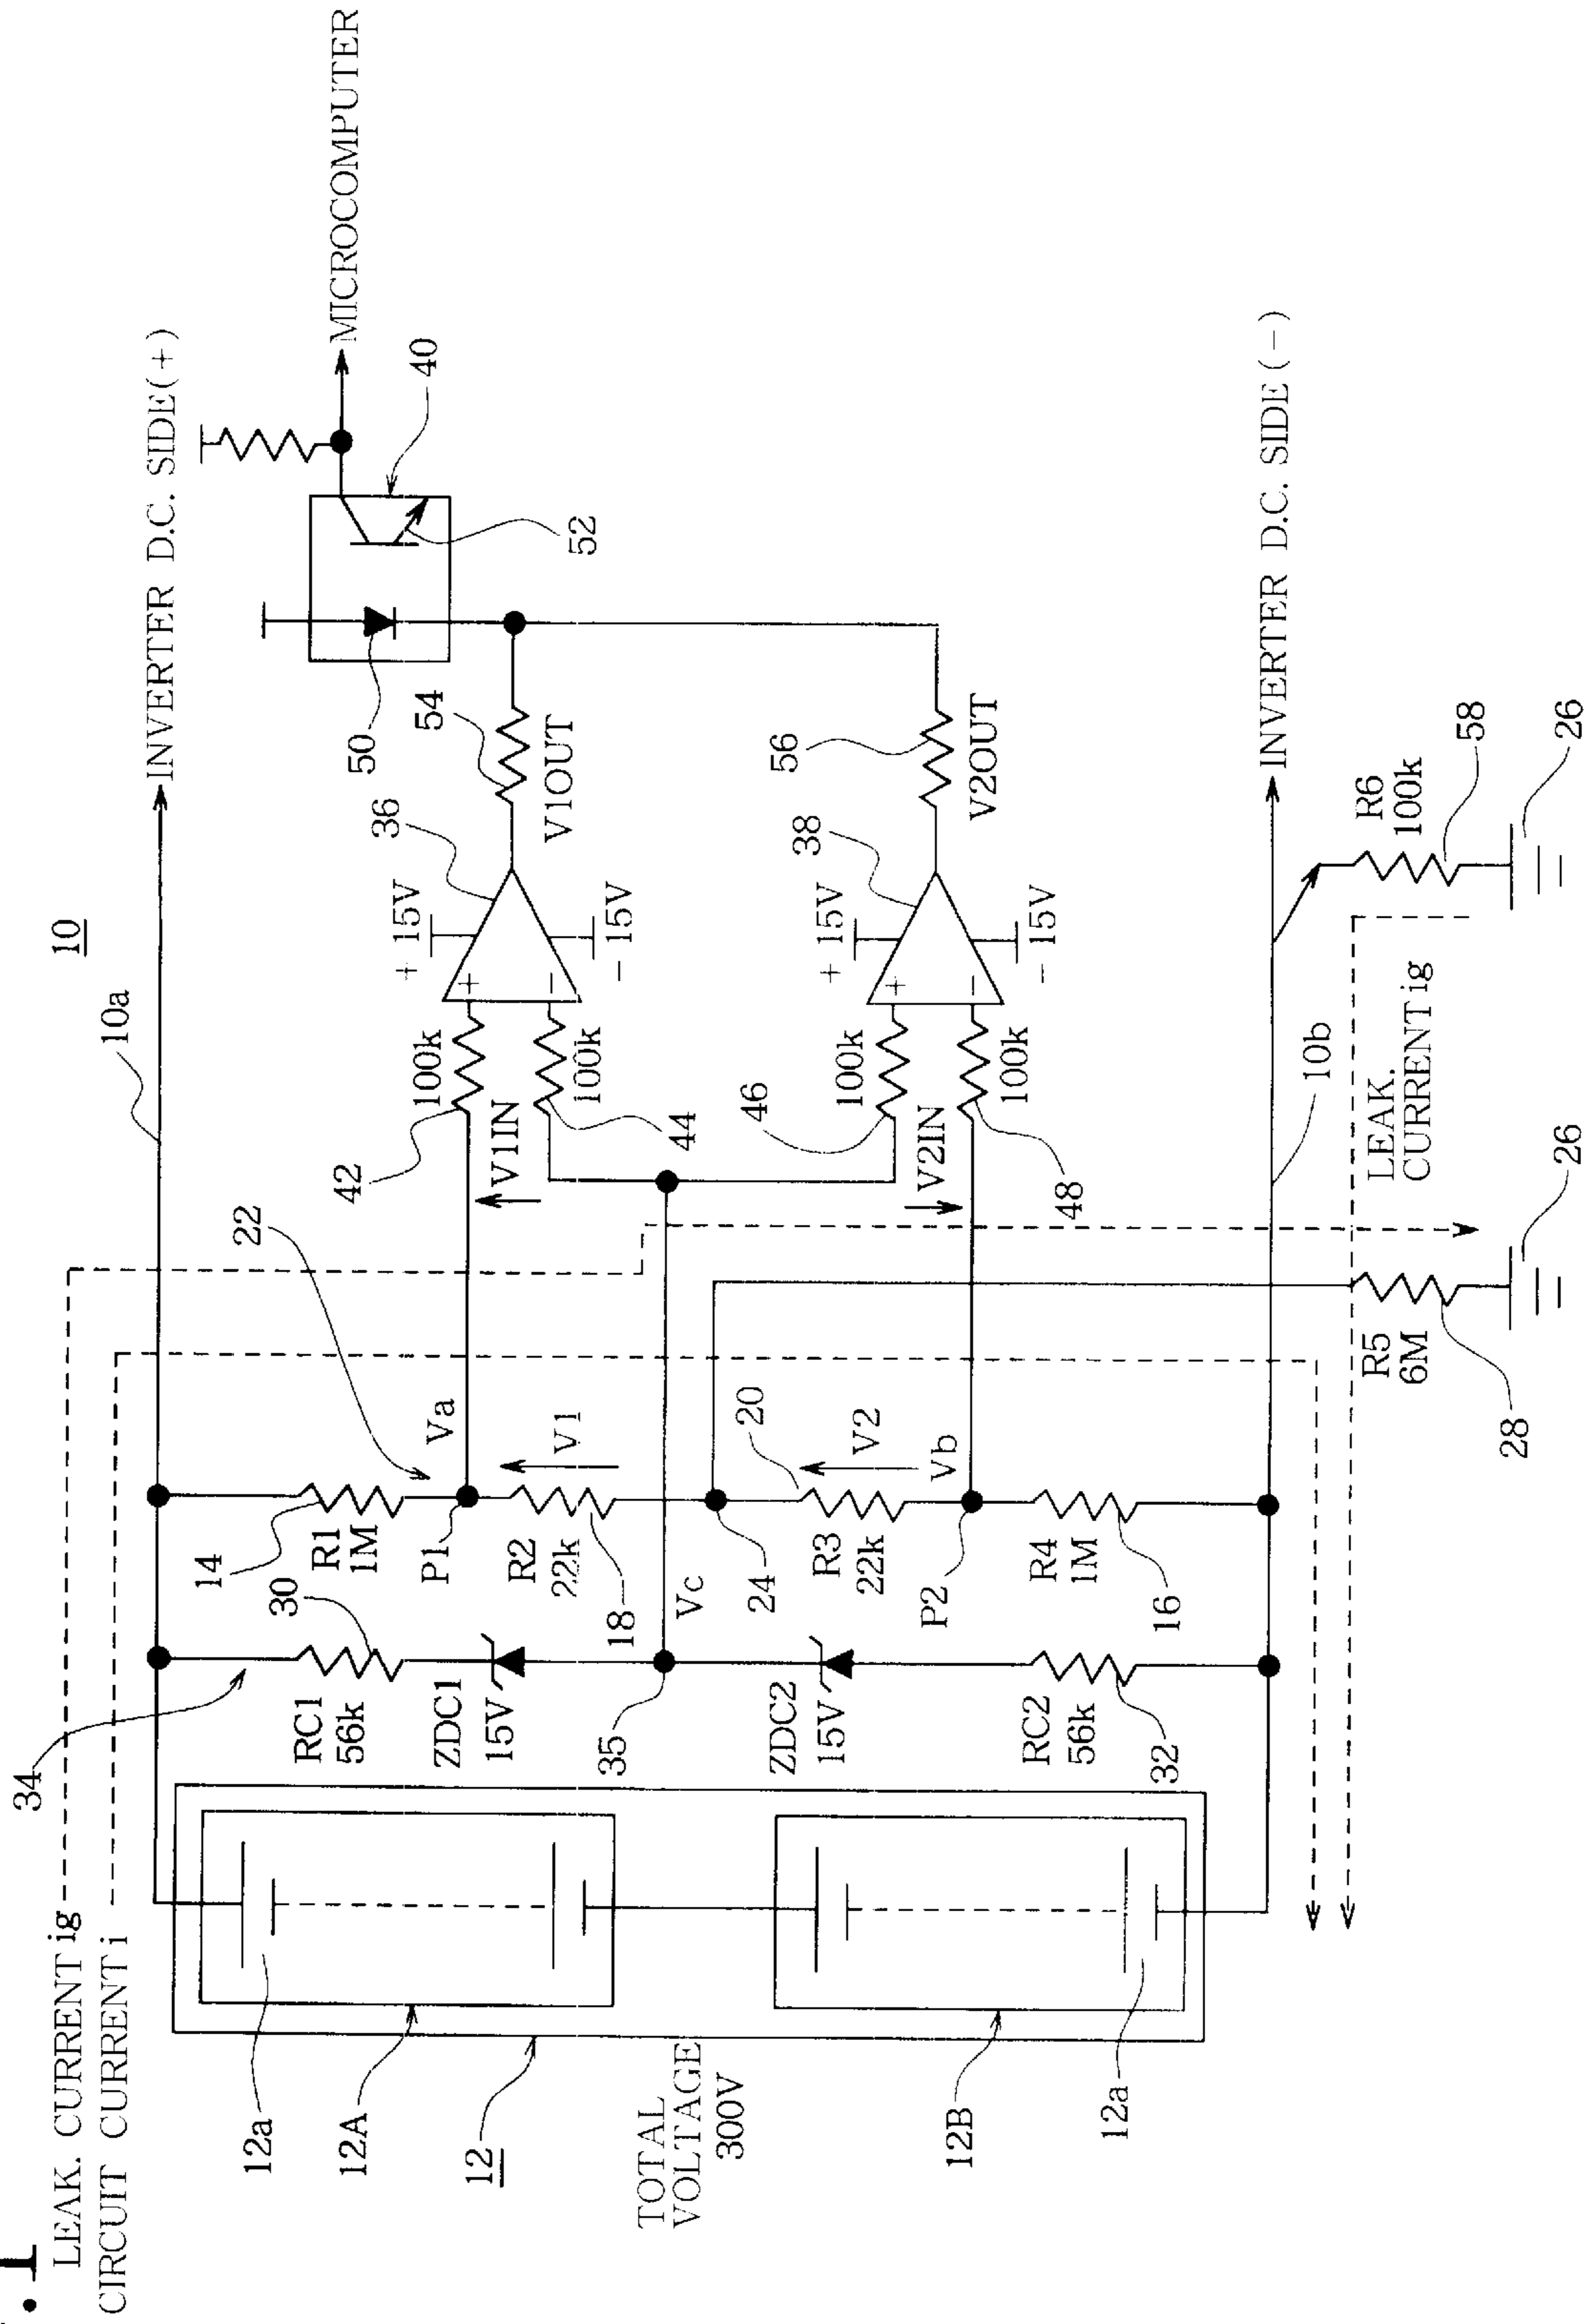 .1
LEAK. CURRENT ig
CIRCUIT CURRENT i
10
10a
INVERTER D.C. SIDE(+)
MICROCOMPUTER
40
52
50
34
14
R1
1M
30
RC1
56k
22
Va
P1
V1
R2
22k
18
ZDC1
15V
42
100k
V1IN
100k
44
+15V
36
-15V
54
V1OUT
12a
12A
12
TOTAL
VOLTAGE
300V
12B
12a
35
Vc
24
20
V2
R3
22k
Vb
P2
ZDC2
15V
R4
1M
16
RC2
56k
32
46
100k
V2IN
100k
48
+15V
38
-15V
56
V2OUT
INVERTER D.C. SIDE(-)
10b
LEAK.
CURRENT ig
R5
6M
28
26
R6
100k
58
26